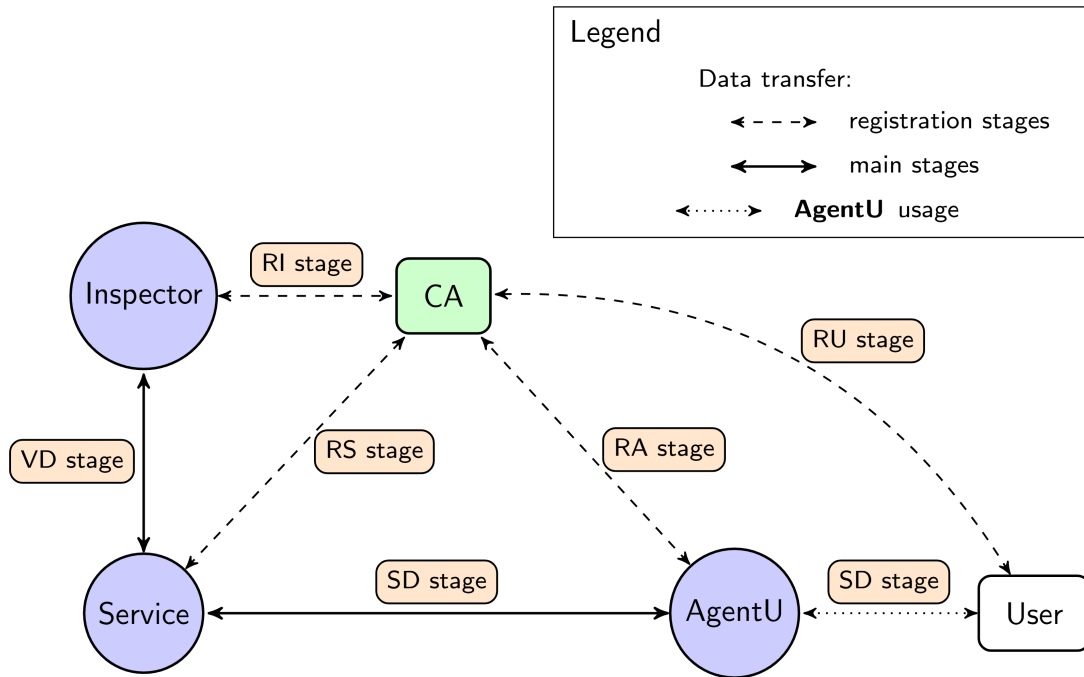 Legend
Data transfer:
registration stages
main stages
AgentU usage
RI stage
Inspector
CA
RU stage
RS stage
RA stage
VD stage
SD stage
SD stage
Service
AgentU
User